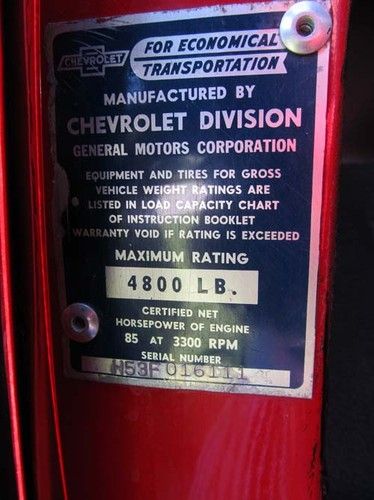 CHEVROLET
FOR ECONOMICAL
TRANSPORTATION
MANUFACTURED BY
CHEVROLET DIVISION
GENERAL MOTORS CORPORATION
EQUIPMENT AND TIRES FOR GROSS
VEHICLE WEIGHT RATINGS ARE
LISTED IN LOAD CAPACITY CHART
OF INSTRUCTION BOOKLET
WARRANTY VOID IF RATING IS EXCEEDED
MAXIMUM RATING
4800 LB.
CERTIFIED NET
HORSEPOWER OF ENGINE
85 AT 3300 RPM
SERIAL NUMBER
H53F016111